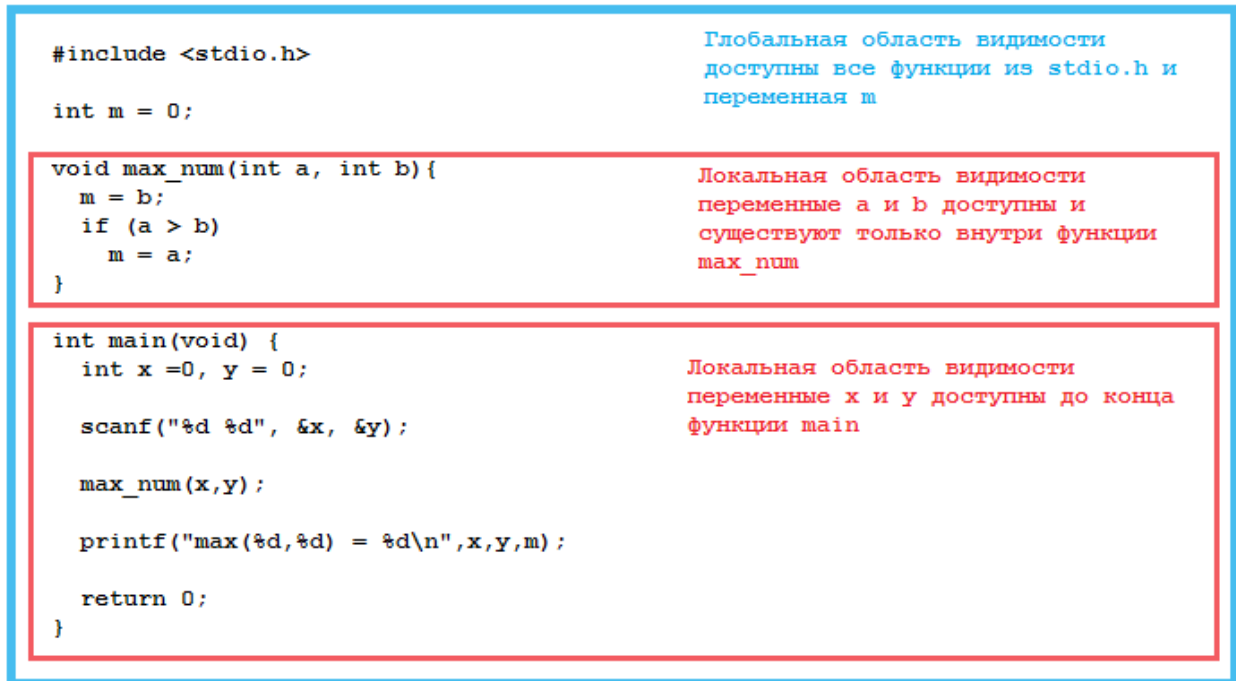 #include <stdio.h>
Глобальная область видимости
доступны все функции из stdio.h и
переменная m
int m = 0;
void max_num(int a, int b){
m = b;
if (a > b)
m = a;
}
Локальная область видимости
переменные a и b доступны и
существуют только внутри функции
max_num
int main(void) {
int x =0, y = 0;
scanf("%d %d", &x, &y);
max_num(x,y);
printf("max(%d,%d) = %d\n",x,y,m);
return 0;
}
Локальная область видимости
переменные x и y доступны до конца
функции main